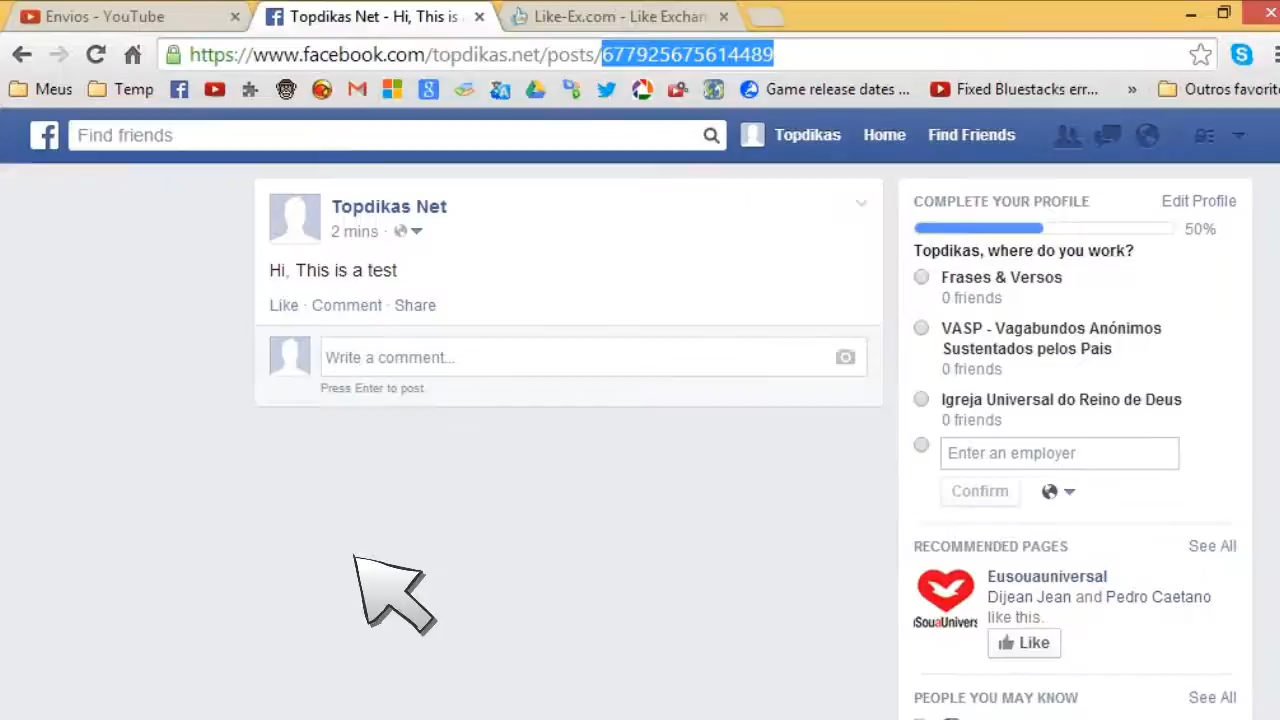 Envios - YouTube
Topdikas Net - Hi, This is
Like-Ex.com - Like Exchan
https://www.facebook.com/topdikas.net/posts/677925675614489
Meus
Temp
Game release dates ...
Fixed Bluestacks err...
»
Outros favorit
Find friends
Topdikas
Home
Find Friends
Topdikas Net
2 mins ·
Hi, This is a test
Like · Comment · Share
Write a comment...
Press Enter to post.
COMPLETE YOUR PROFILE
Edit Profile
50%
Topdikas, where do you work?
Frases & Versos
0 friends
VASP - Vagabundos Anónimos
Sustentados pelos Pais
0 friends
Igreja Universal do Reino de Deus
0 friends
Enter an employer
Confirm
RECOMMENDED PAGES
See All
Eusouauniversal
Dijean Jean and Pedro Caetano
like this.
iSouaUnivers
Like
PEOPLE YOU MAY KNOW
See All